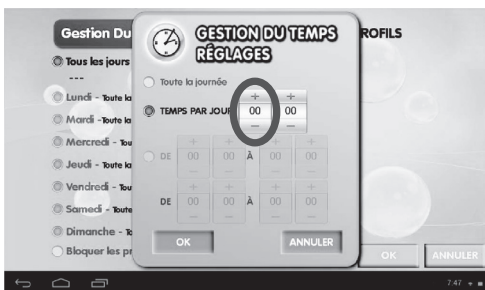 Gestion Du
ROFILS
GESTION DU TEMPS
RÉGLAGES
Tous les jours
---
Toute la journée
Lundi - Toute la
TEMPS PAR JOUR
+ +
00 00
— —
Mardi -Toute la
Mercredi - Tou
Jeudi - Toute la
+ + + +
DE 00 00 À 00 00
— — — —
Vendredi - Tou
Samedi - Toute
+ + + +
DE 00 00 À 00 00
— — — —
Dimanche - To
Bloquer les pr
OK ANNULER
OK ANNULER
7:47